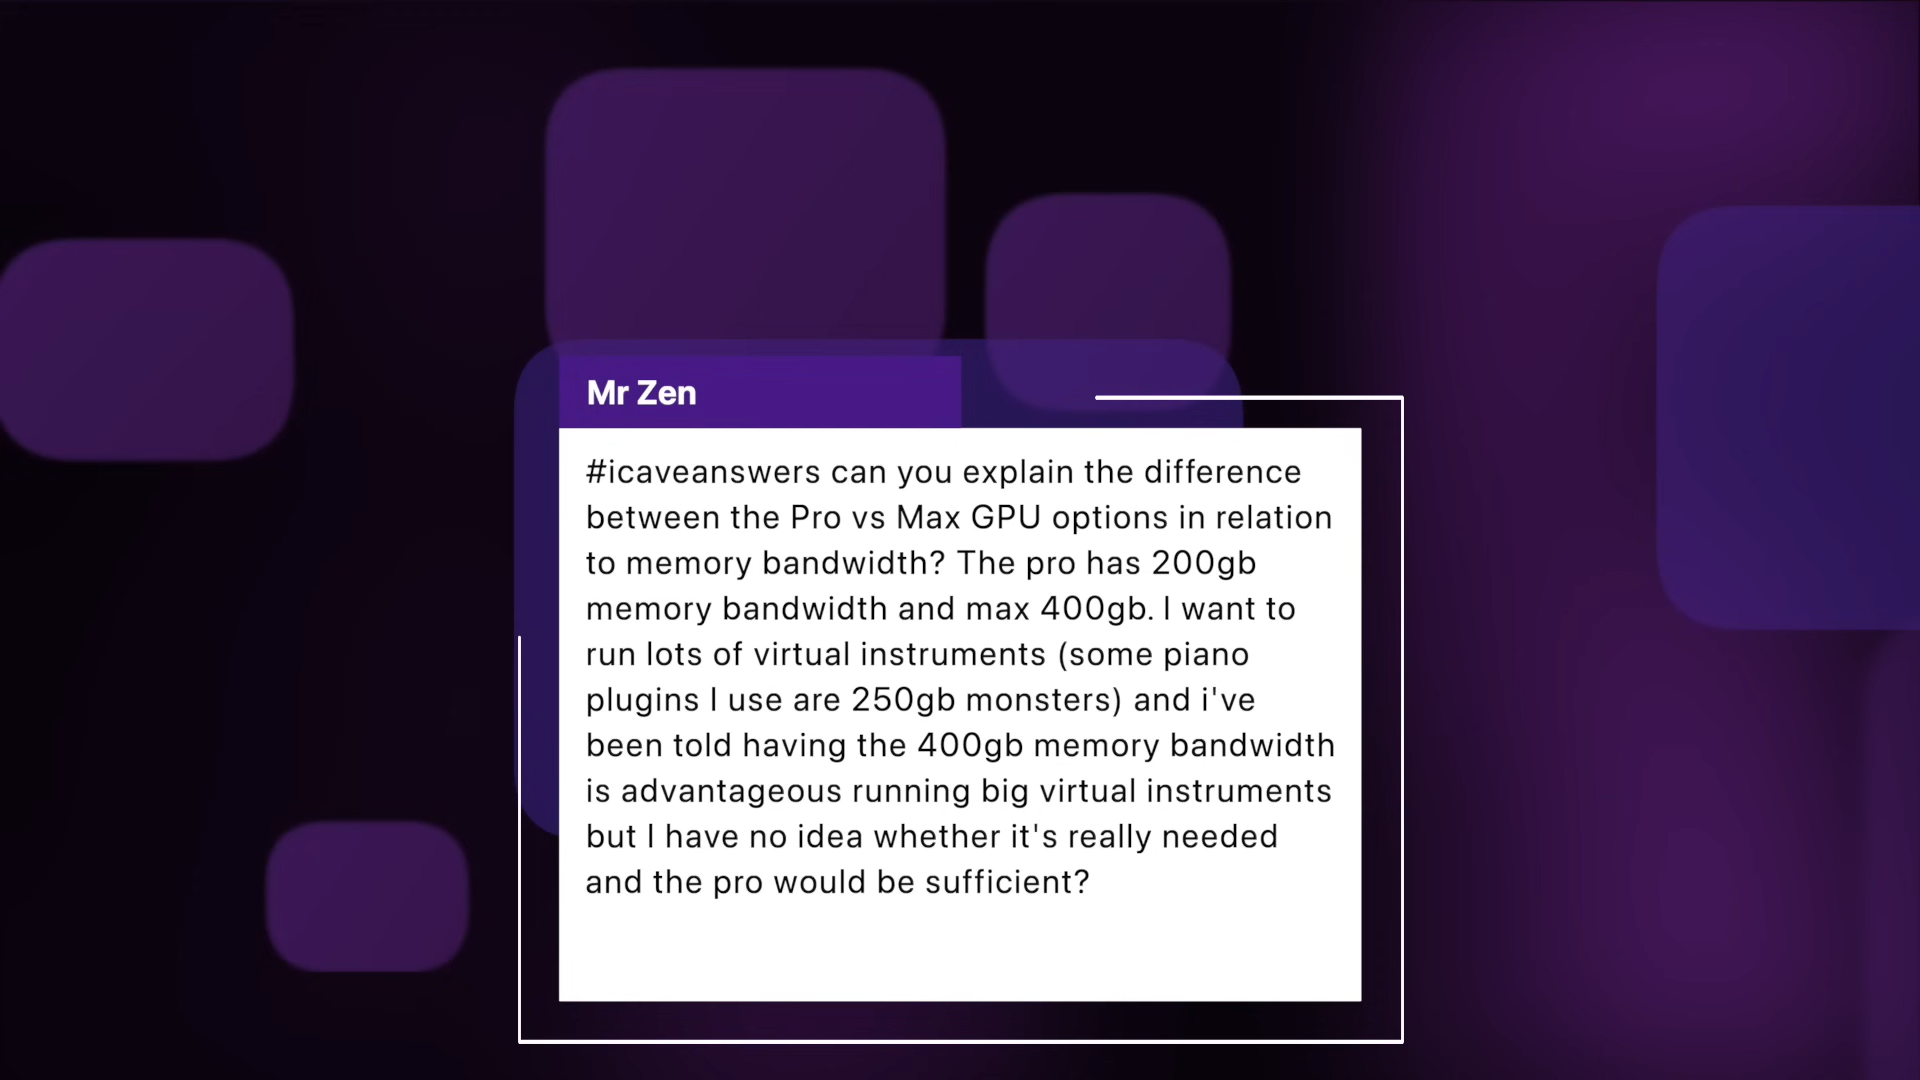 Mr Zen
#icaveanswers can you explain the difference
between the Pro vs Max GPU options in relation
to memory bandwidth? The pro has 200gb
memory bandwidth and max 400gb. I want to
run lots of virtual instruments (some piano
plugins I use are 250gb monsters) and i've
been told having the 400gb memory bandwidth
is advantageous running big virtual instruments
but I have no idea whether it's really needed
and the pro would be sufficient?